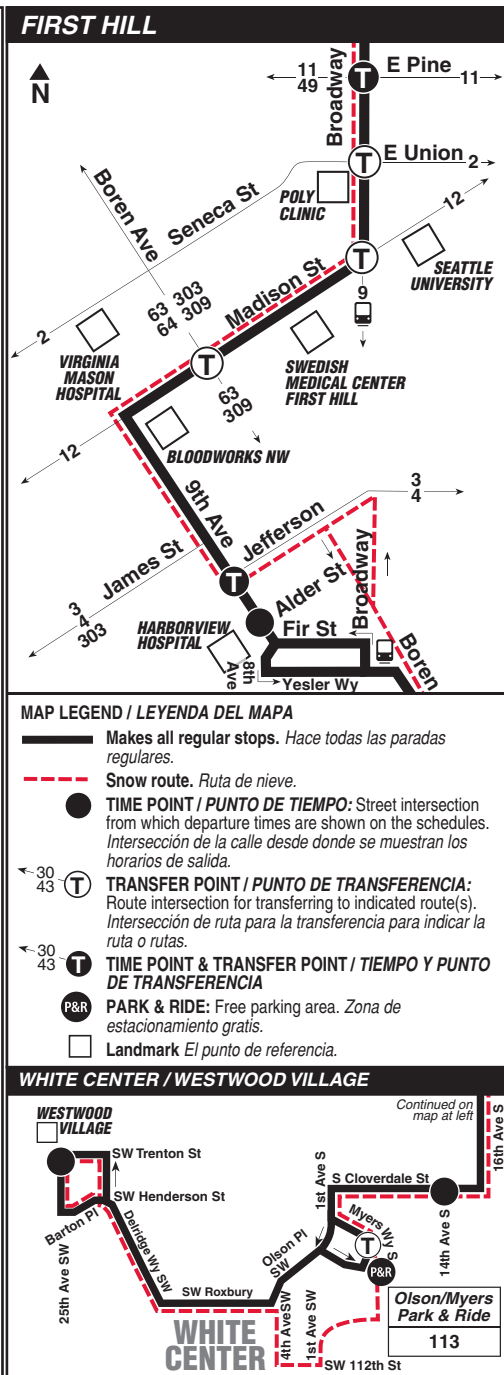 FIRST HILL
N
11
49
E Pine
11
Broadway
E Union
2
POLY
CLINIC
Boren Ave
Seneca St
12
SEATTLE
UNIVERSITY
63 303
64 309
Madison St
9
2
VIRGINIA
MASON
HOSPITAL
SWEDISH
MEDICAL CENTER
FIRST HILL
63
309
12
BLOODWORKS NW
9th Ave
Jefferson
3
4
James St
Alder St
Broadway
3
4
303
HARBORVIEW
HOSPITAL
Fir St
Boren
8th
Ave
Yesler Wy
MAP LEGEND / LEYENDA DEL MAPA
Makes all regular stops. Hace todas las paradas
regulares.
Snow route. Ruta de nieve.
TIME POINT / PUNTO DE TIEMPO: Street intersection
from which departure times are shown on the schedules.
Intersección de la calle desde donde se muestran los
horarios de salida.
30
43
T
TRANSFER POINT / PUNTO DE TRANSFERENCIA:
Route intersection for transferring to indicated route(s).
Intersección de ruta para la transferencia para indicar la
ruta o rutas.
30
43
T
TIME POINT & TRANSFER POINT / TIEMPO Y PUNTO
DE TRANSFERENCIA
P&R
PARK & RIDE: Free parking area. Zona de
estacionamiento gratis.
Landmark El punto de referencia.
WHITE CENTER / WESTWOOD VILLAGE
Continued on
map at left
WESTWOOD
VILLAGE
16th Ave S
SW Trenton St
1st Ave S
S Cloverdale St
SW Henderson St
Barton Pl
Myers Wy S
14th Ave S
25th Ave SW
Delridge Wy SW
Olson Pl
SW
T
P&R
SW Roxbury
Olson/Myers
Park & Ride
113
4th AveSW
1st Ave SW
WHITE
CENTER
SW 112th St